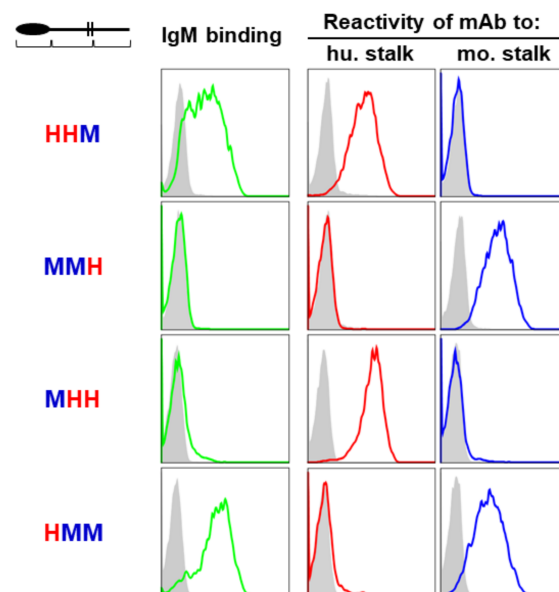 Reactivity of mAb to:
IgM binding
hu. stalk mo. stalk
HHM
MMH
MHH
HMM